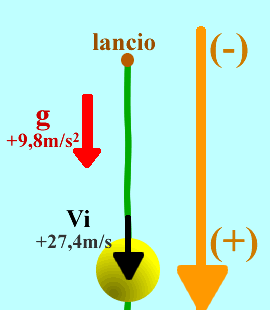 lancio
(-)
g
+9,8m/s²
Vi
+27,4m/s
(+)